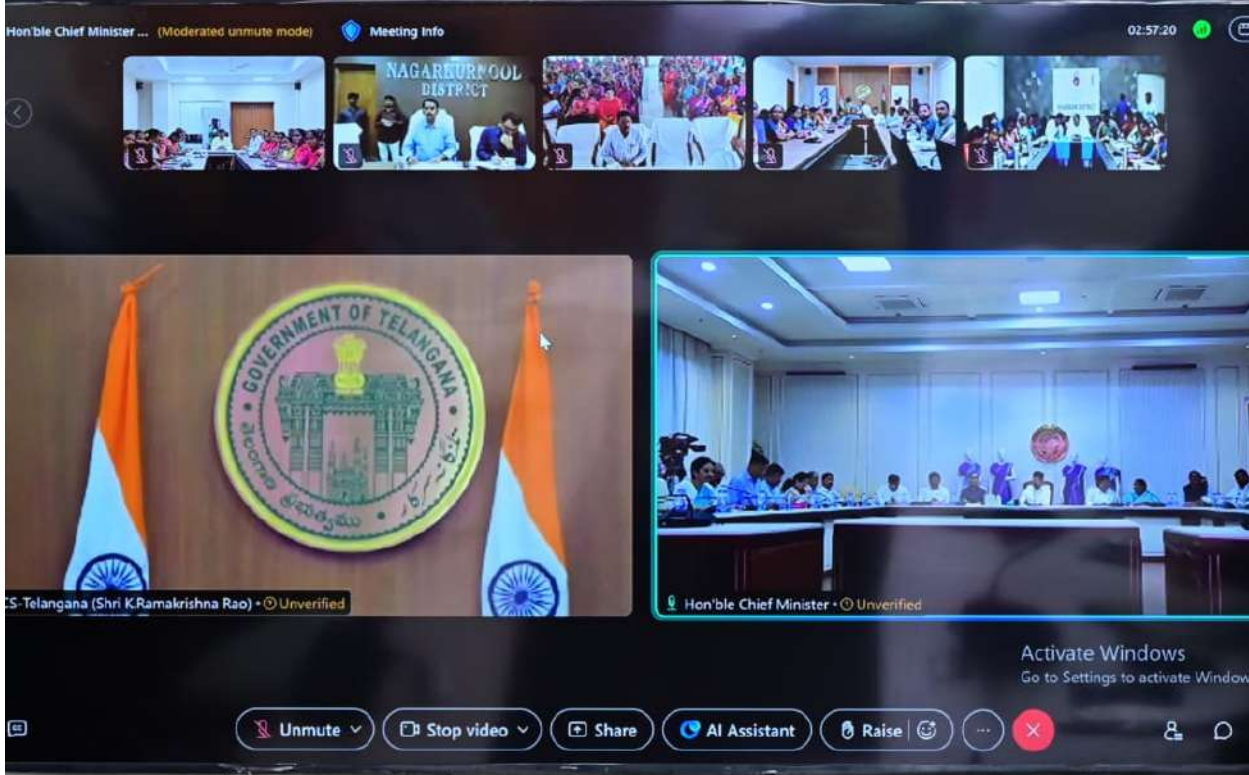 Hon'ble Chief Minister ... (Moderated unmute mode) Meeting Info 02:57:20
NAGARKURNOOL
DISTRICT
GOVERNMENT OF TELANGANA
తెలంగాణ ప్రభుత్వము
CS-Telangana (Shri K.Ramakrishna Rao) • Unverified
Hon'ble Chief Minister • Unverified
Activate Windows
Go to Settings to activate Window
Unmute Stop video Share AI Assistant Raise